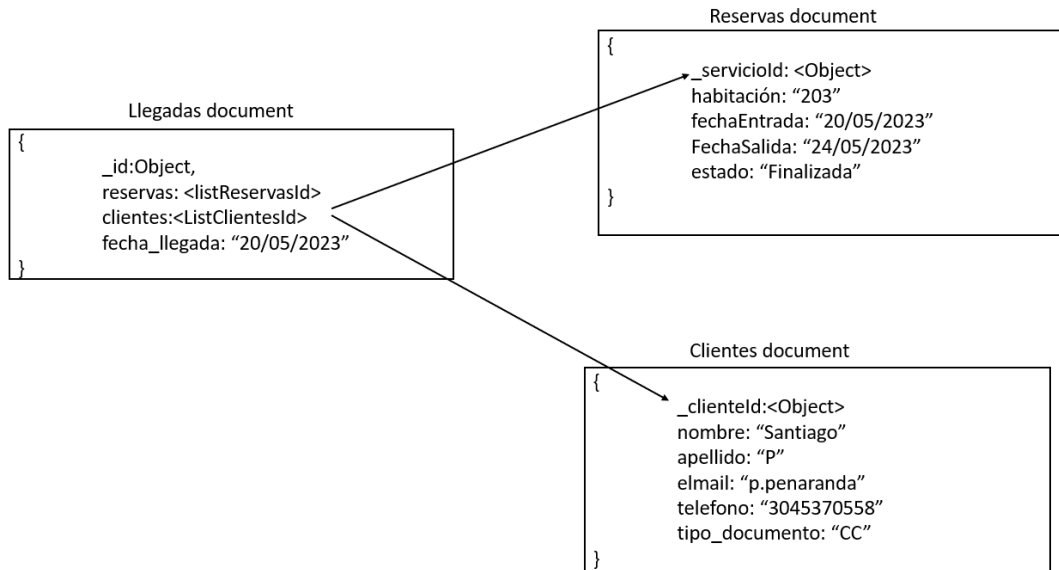 Llegadas document
{
_id:Object,
reservas: <listReservasId>
clientes:<ListClientesId>
fecha_llegada: “20/05/2023”
}
Reservas document
{
_servicioId: <Object>
habitación: “203”
fechaEntrada: “20/05/2023”
FechaSalida: “24/05/2023”
estado: “Finalizada”
}
Clientes document
{
_clienteId:<Object>
nombre: “Santiago”
apellido: “P”
elmail: “p.penaranda”
telefono: “3045370558”
tipo_documento: “CC”
}